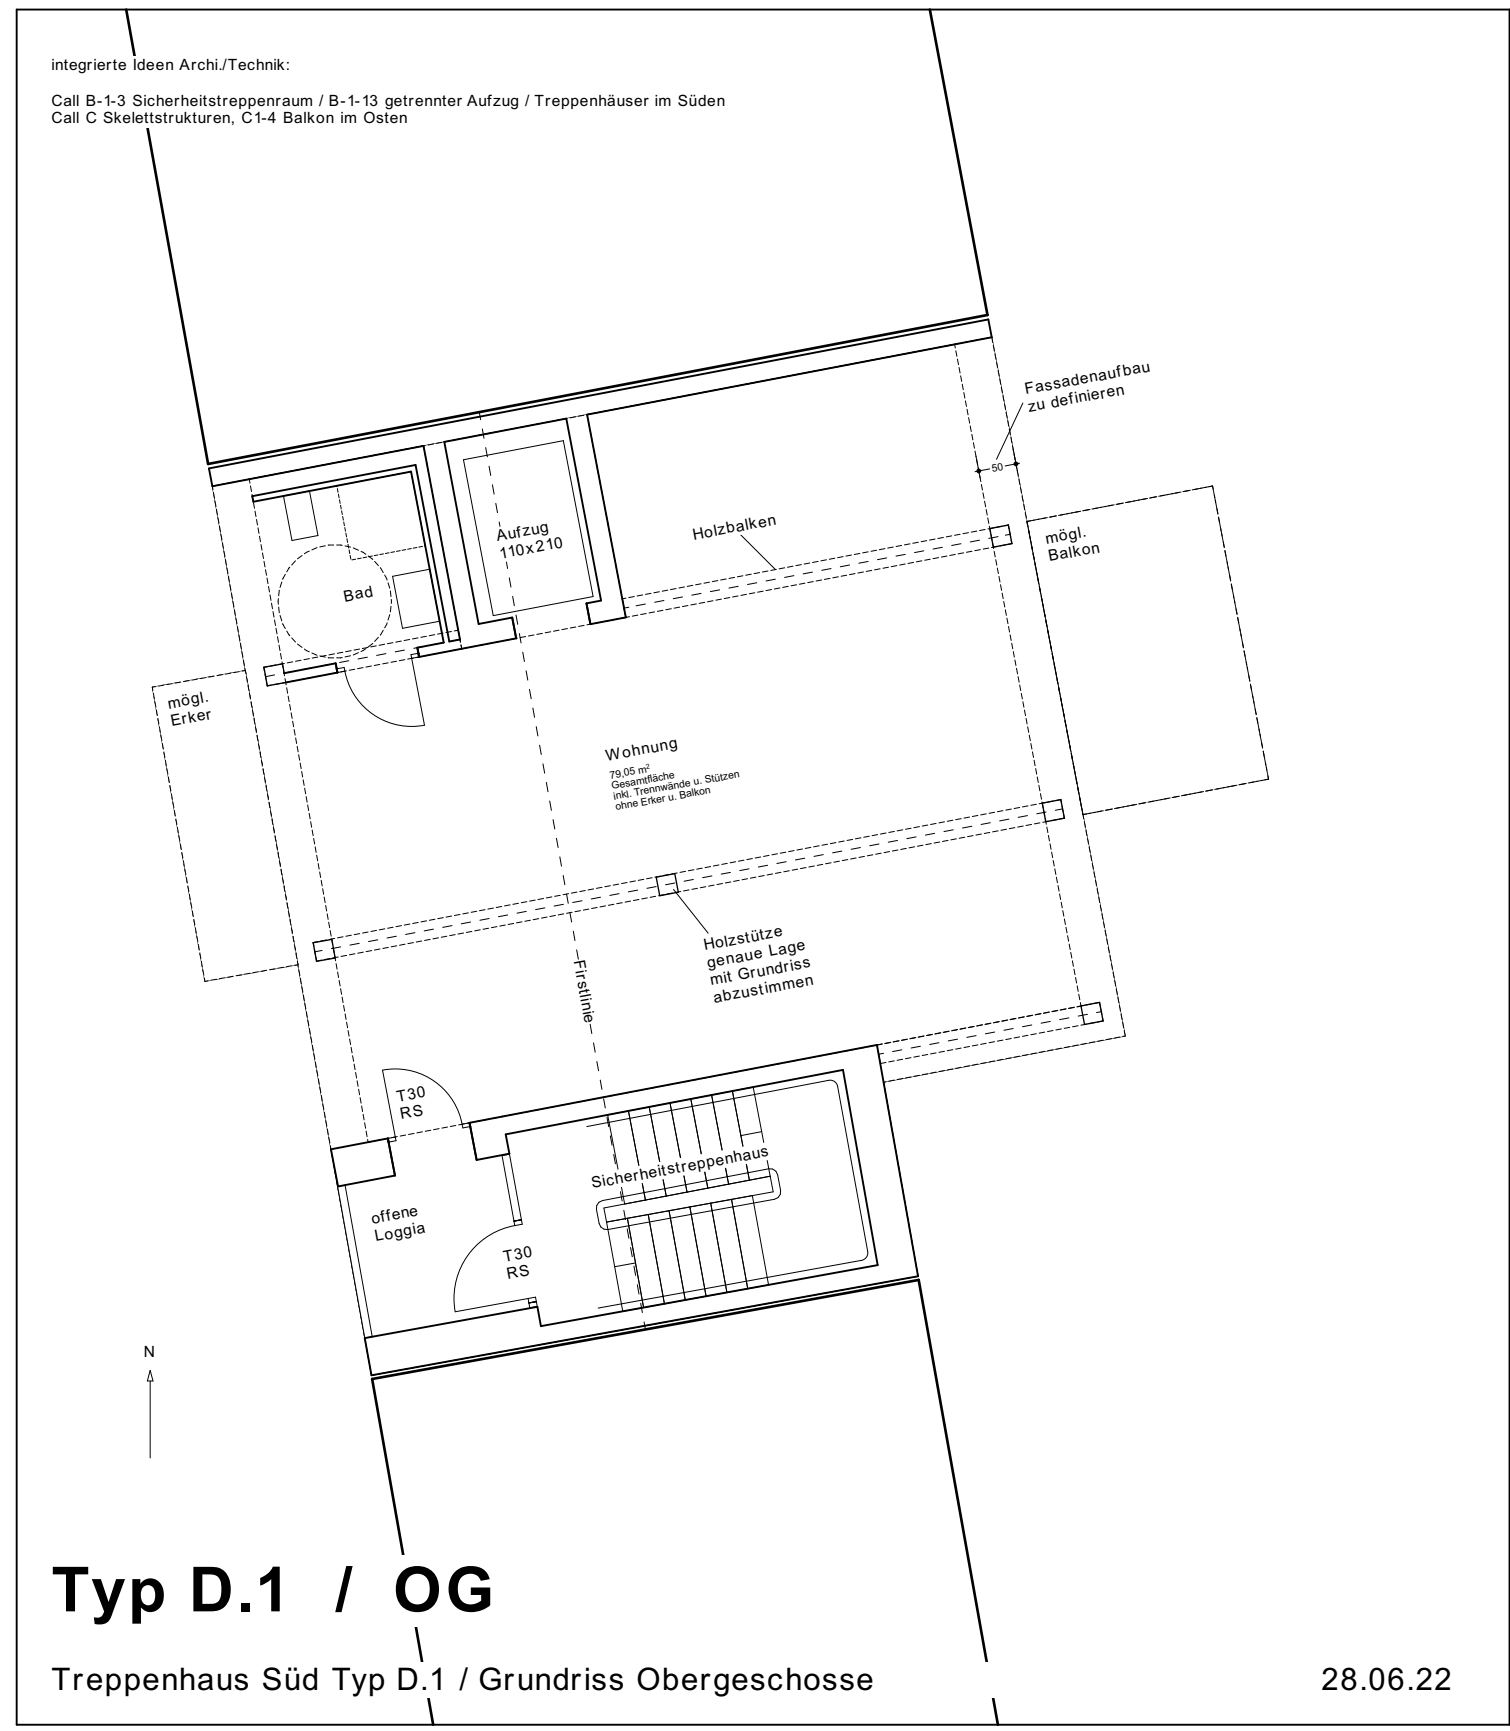 integrierte Ideen Archi./Technik:
Call B-1-3 Sicherheitstreppenraum / B-1-13 getrennter Aufzug / Treppenhäuser im Süden
Call C Skelettstrukturen, C1-4 Balkon im Osten
Fassadenaufbau
zu definieren
50
Aufzug
110x210
Holzbalken
mögl.
Balkon
Bad
mögl.
Erker
Wohnung
79,05 m²
Gesamtfläche
inkl. Trennwände u. Stützen
ohne Erker u. Balkon
Holzstütze
genaue Lage
mit Grundriss
abzustimmen
Firstlinie
T30
RS
Sicherheitstreppenhaus
offene
Loggia
T30
RS
N
Typ D.1 / OG
Treppenhaus Süd Typ D.1 / Grundriss Obergeschosse
28.06.22